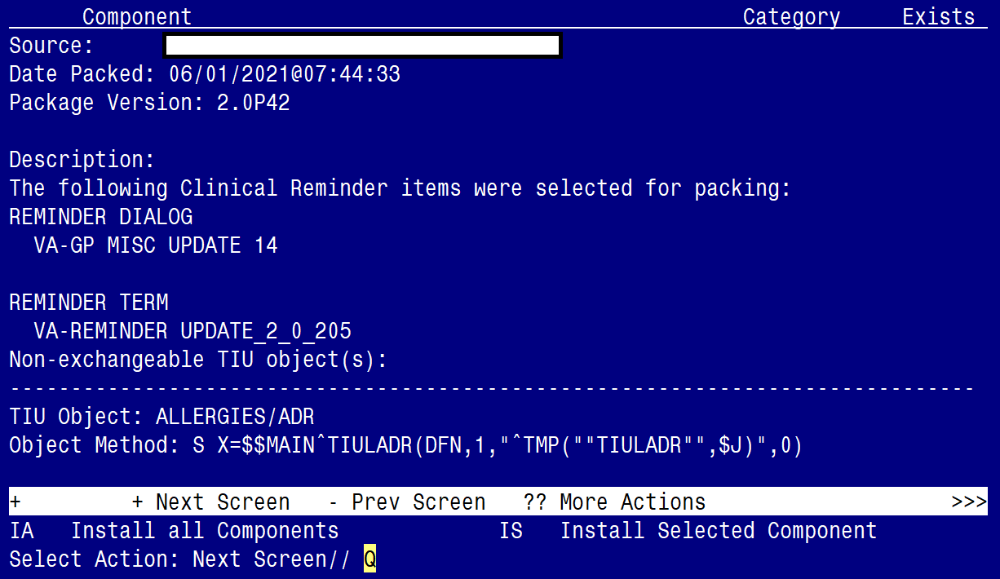 Component Category Exists
Source:
Date Packed: 06/01/2021@07:44:33
Package Version: 2.0P42
Description:
The following Clinical Reminder items were selected for packing:
REMINDER DIALOG
VA-GP MISC UPDATE 14
REMINDER TERM
VA-REMINDER UPDATE_2_0_205
Non-exchangeable TIU object(s):
-------------------------------------------------------------------------------
TIU Object: ALLERGIES/ADR
Object Method: S X=$$MAIN^TIULADR(DFN,1,"^TMP(""TIULADR"",$J)",0)
+ + Next Screen - Prev Screen ?? More Actions >>>
IA Install all Components IS Install Selected Component
Select Action: Next Screen// Q